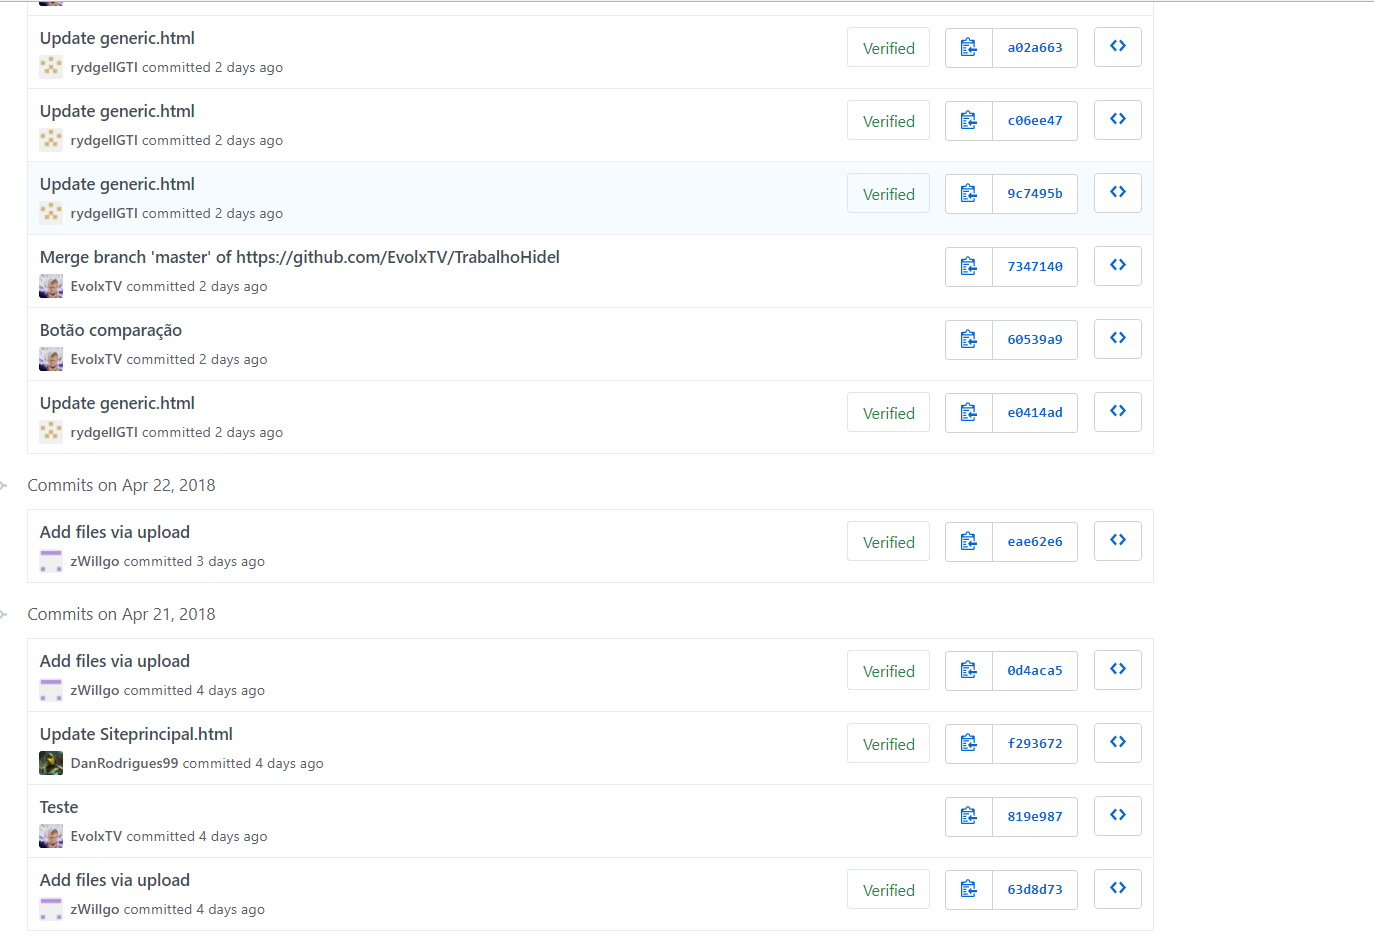 Update generic.html
Verified
a02a663
rydgellGTI committed 2 days ago
Update generic.html
Verified
c06ee47
rydgellGTI committed 2 days ago
Update generic.html
Verified
9c7495b
rydgellGTI committed 2 days ago
Merge branch 'master' of https://github.com/EvolxTV/TrabalhoHidel
7347140
EvolxTV committed 2 days ago
Botão comparação
60539a9
EvolxTV committed 2 days ago
Update generic.html
Verified
e0414ad
rydgellGTI committed 2 days ago
Commits on Apr 22, 2018
Add files via upload
Verified
eae62e6
zWillgo committed 3 days ago
Commits on Apr 21, 2018
Add files via upload
Verified
0d4aca5
zWillgo committed 4 days ago
Update Siteprincipal.html
Verified
f293672
DanRodrigues99 committed 4 days ago
Teste
819e987
EvolxTV committed 4 days ago
Add files via upload
Verified
63d8d73
zWillgo committed 4 days ago